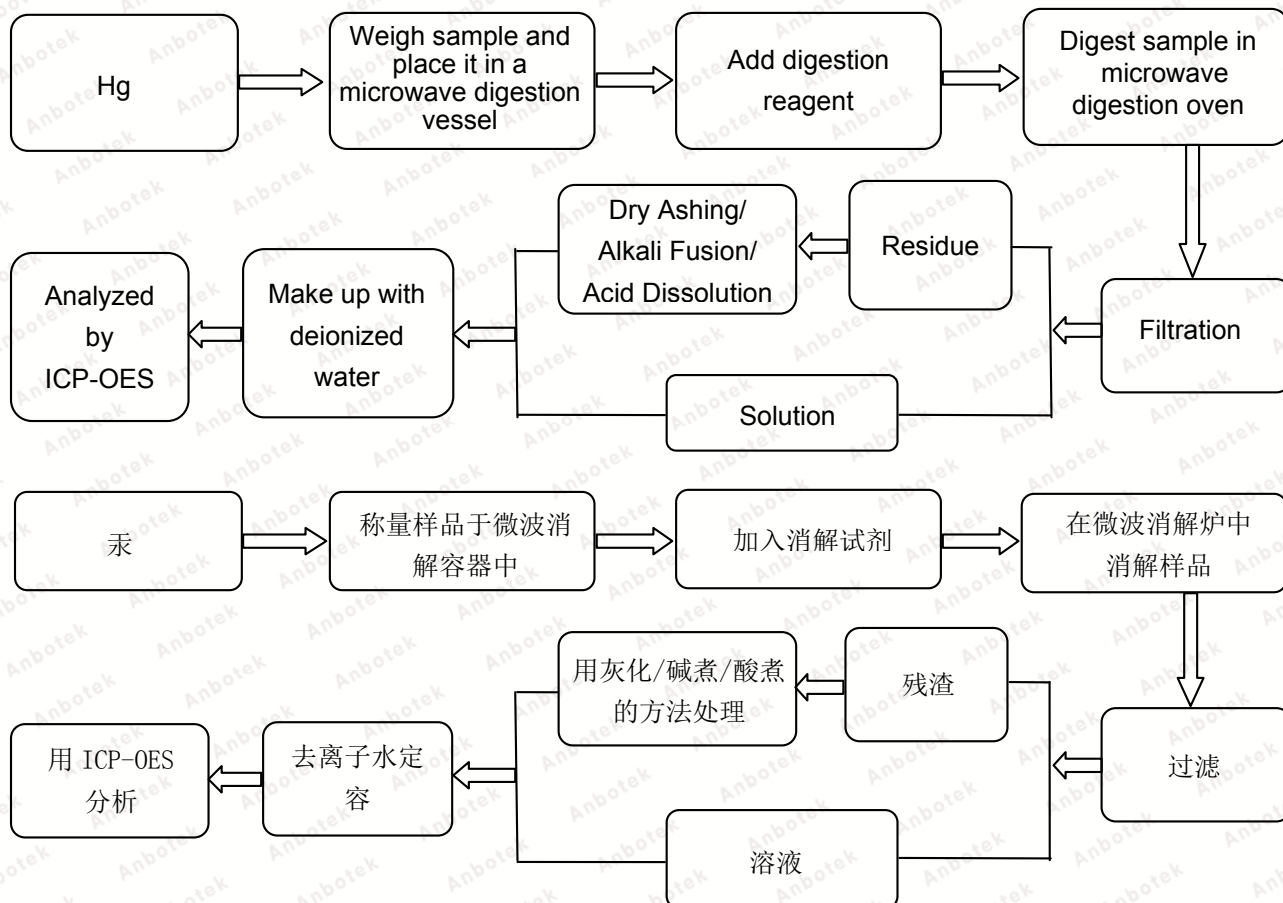 Hg
Weigh sample and
place it in a
microwave digestion
vessel
Add digestion
reagent
Digest sample in
microwave
digestion oven
Filtration
Residue
Dry Ashing/
Alkali Fusion/
Acid Dissolution
Solution
Make up with
deionized
water
Analyzed
by
ICP-OES
汞
称量样品于微波消
解容器中
加入消解试剂
在微波消解炉中
消解样品
过滤
残渣
用灰化/碱煮/酸煮
的方法处理
溶液
去离子水定
容
用 ICP-OES
分析
Anbotek